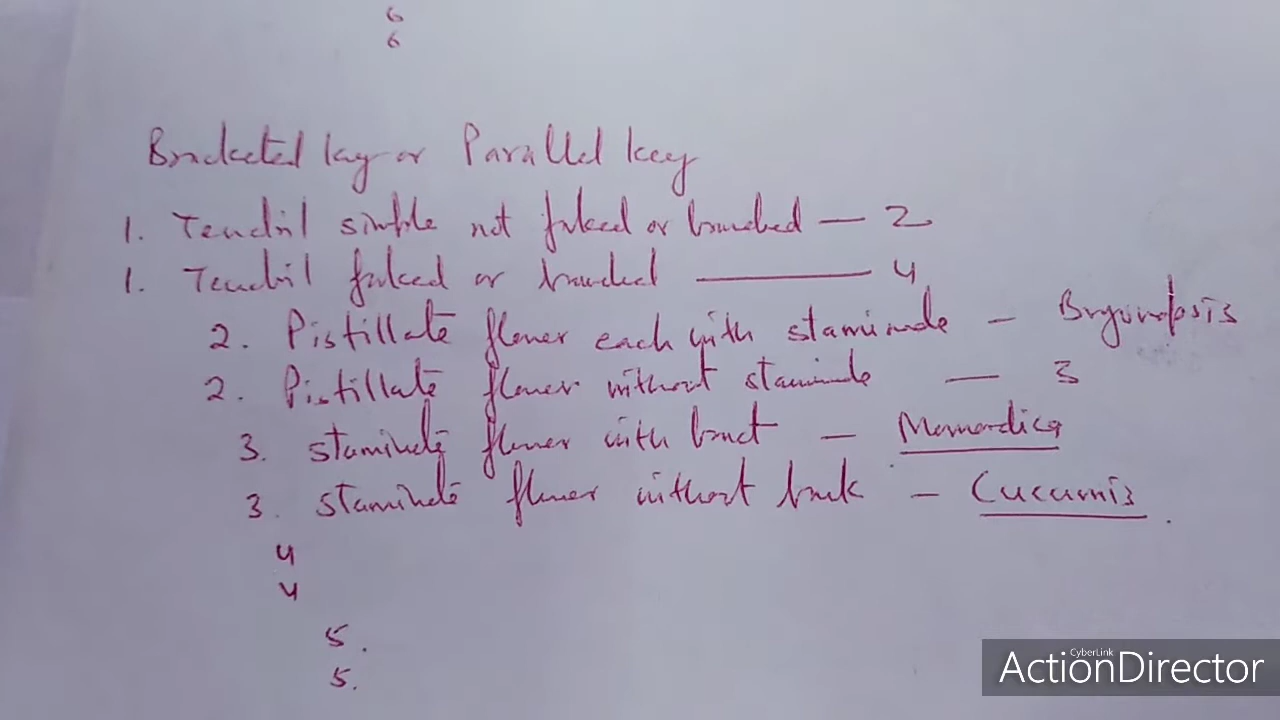 6
6
Bracketed key or Parallel key
1. Tendril simple not forked or branched — 2
1. Tendril forked or branched — 4
2. Pistillate flower each with staminode — Bryonopsis
2. Pistillate flower without staminode — 3
3. staminate flower with bract — Momordica
3. staminate flower without bract — Cucumis.
4
4
5.
5.
CyberLink
ActionDirector